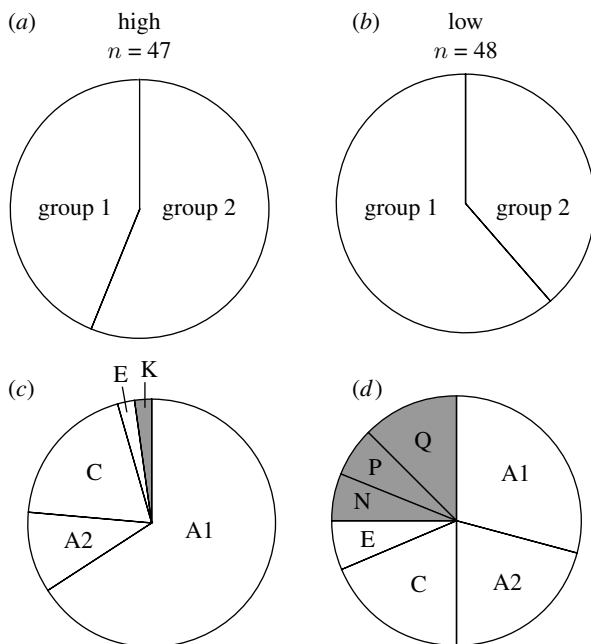 (a) high
n = 47
(b) low
n = 48
group 1 group 2
group 1 group 2
(c)
E K
C
A2 A1
(d)
Q
P
N
E
C
A1
A2